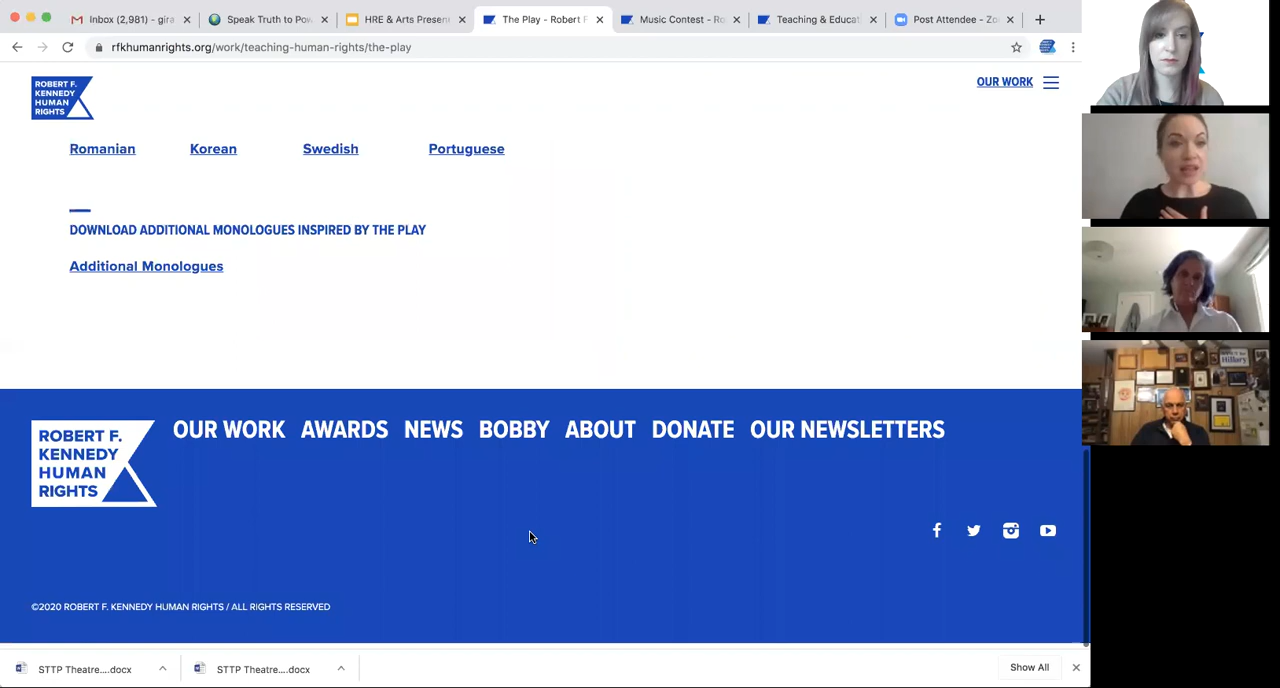 Inbox (2,981) - gira
Speak Truth to Pow
HRE & Arts Presen
The Play - Robert F
Music Contest - Ro
Teaching & Educat
Post Attendee - Zo
rfkhumanrights.org/work/teaching-human-rights/the-play
ROBERT F.
KENNEDY
HUMAN
RIGHTS
OUR WORK
Romanian Korean Swedish Portuguese
DOWNLOAD ADDITIONAL MONOLOGUES INSPIRED BY THE PLAY
Additional Monologues
ROBERT F.
KENNEDY
HUMAN
RIGHTS
OUR WORK AWARDS NEWS BOBBY ABOUT DONATE OUR NEWSLETTERS
©2020 ROBERT F. KENNEDY HUMAN RIGHTS / ALL RIGHTS RESERVED
STTP Theatre....docx
STTP Theatre....docx
Show All
Hillary